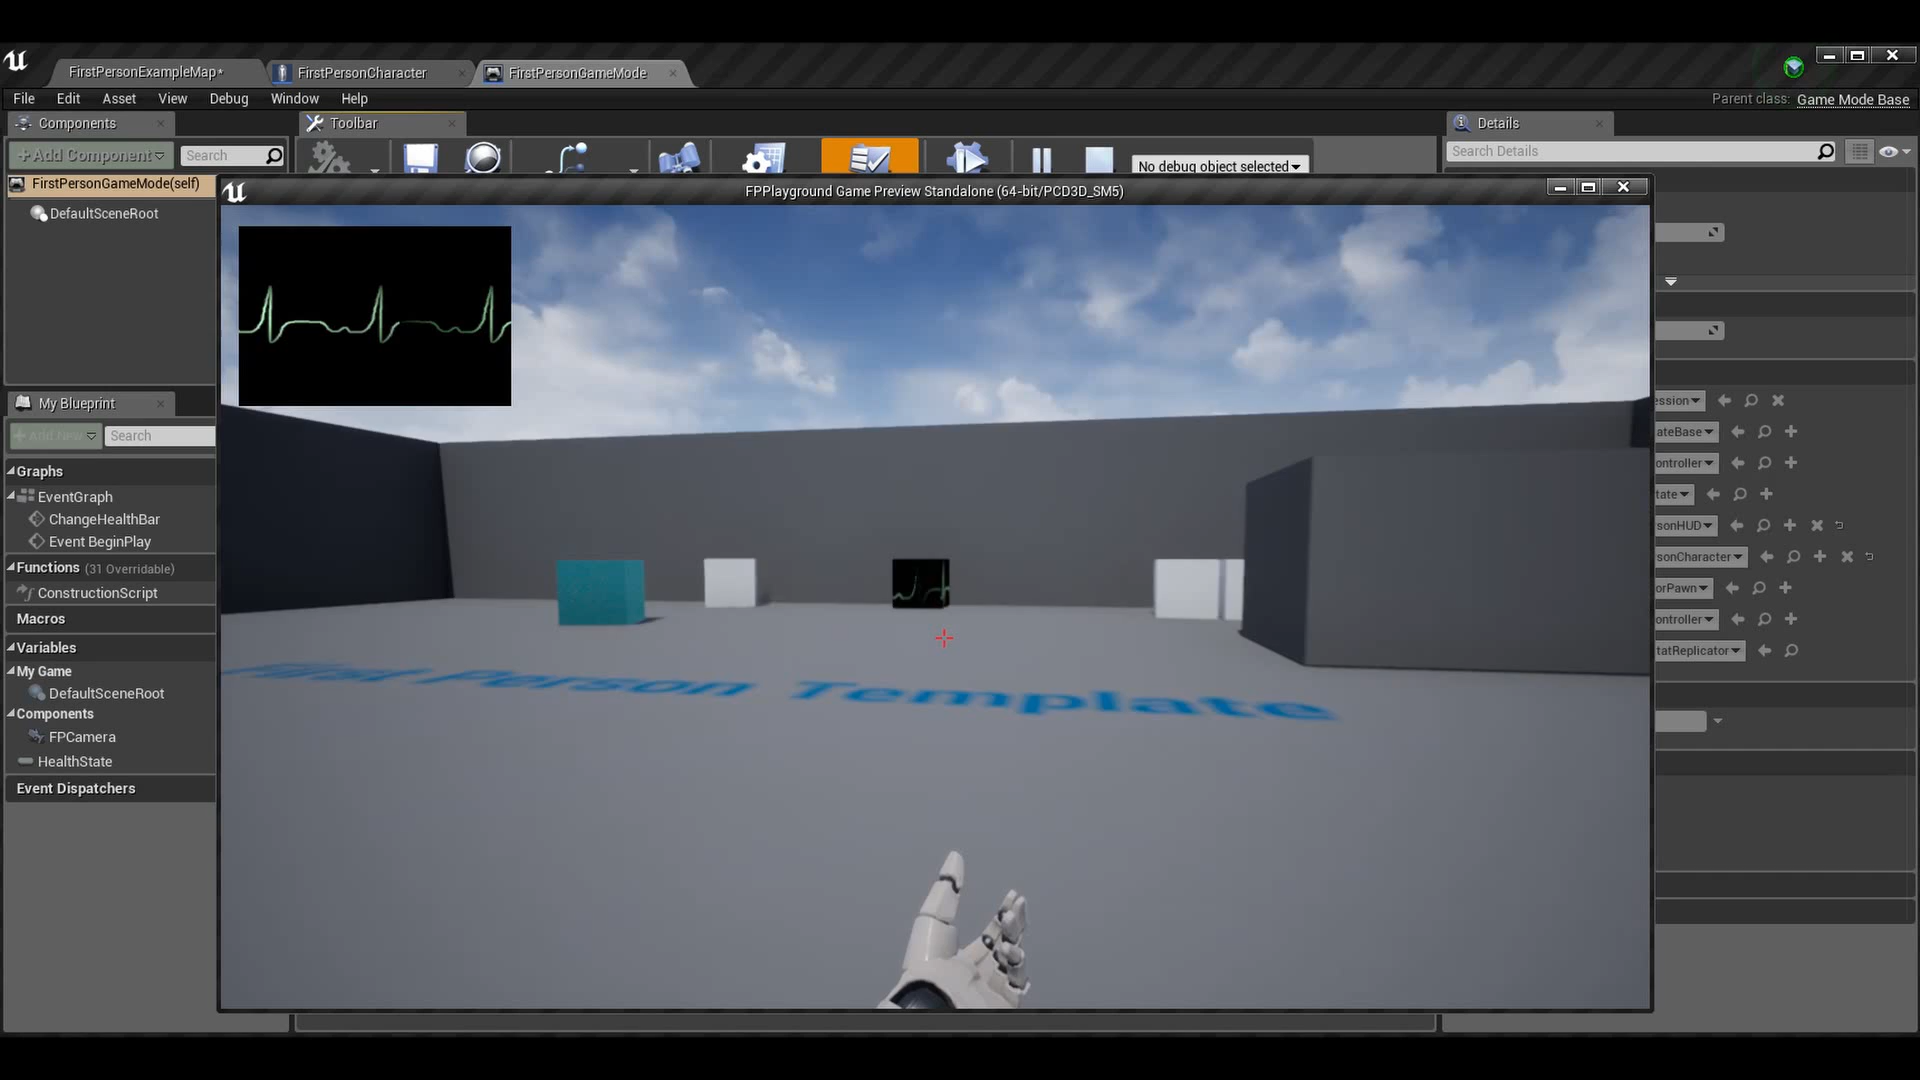 FirstPersonExampleMap*
FirstPersonCharacter
FirstPersonGameMode
File Edit Asset View Debug Window Help
Parent class: Game Mode Base
Components
Toolbar
Details
+Add Component
Search
No debug object selected
Search Details
FirstPersonGameMode(self)
FPPlayground Game Preview Standalone (64-bit/PCD3D_SM5)
DefaultSceneRoot
My Blueprint
+Add New
Search
Graphs
EventGraph
ChangeHealthBar
Event BeginPlay
Functions (31 Overridable)
ConstructionScript
Macros
Variables
My Game
DefaultSceneRoot
Components
FPCamera
HealthState
Event Dispatchers
ession
ateBase
ontroller
tate
sonHUD
sonCharacter
orPawn
ontroller
tatReplicator
First Person Template